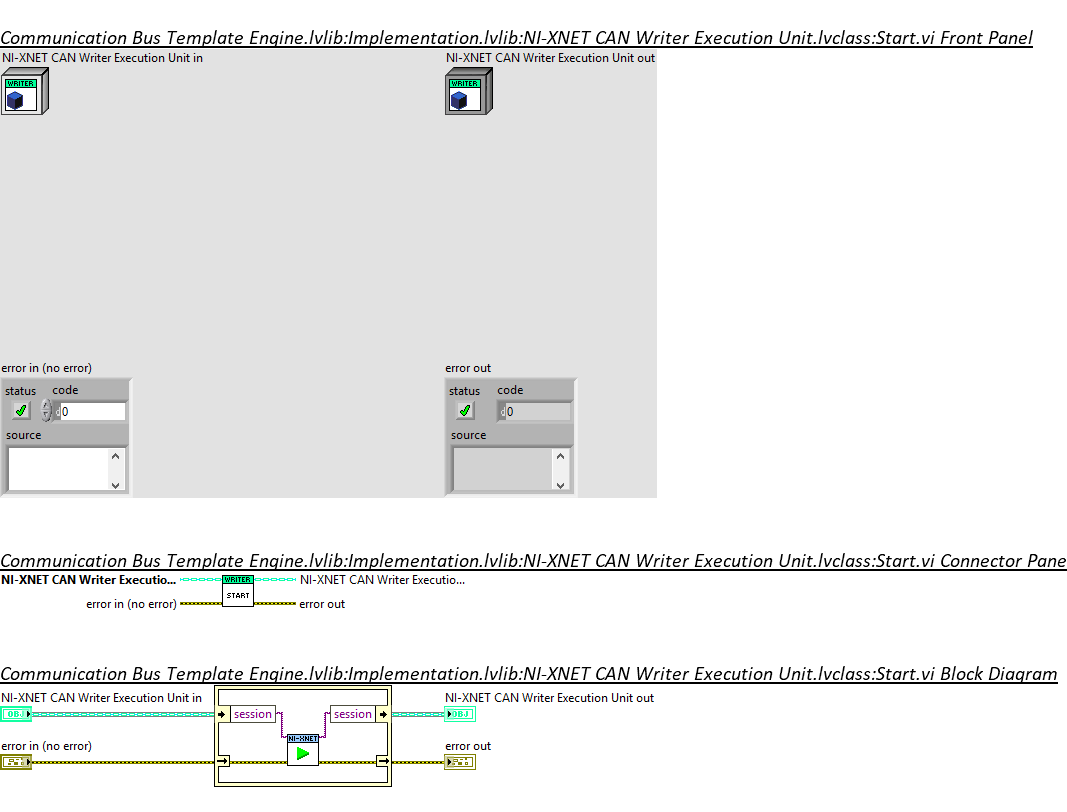 Communication Bus Template Engine.lvlib:Implementation.lvlib:NI-XNET CAN Writer Execution Unit.lvclass:Start.vi Front Panel
NI-XNET CAN Writer Execution Unit in
NI-XNET CAN Writer Execution Unit out
WRITER
WRITER
error in (no error)
error out
status code
status code
d 0
d 0
source
source
Communication Bus Template Engine.lvlib:Implementation.lvlib:NI-XNET CAN Writer Execution Unit.lvclass:Start.vi Connector Pane
NI-XNET CAN Writer Executio...
WRITER
NI-XNET CAN Writer Executio...
START
error in (no error)
error out
Communication Bus Template Engine.lvlib:Implementation.lvlib:NI-XNET CAN Writer Execution Unit.lvclass:Start.vi Block Diagram
NI-XNET CAN Writer Execution Unit in
NI-XNET CAN Writer Execution Unit out
OBJ
session
session
OBJ
NI-XNET
error in (no error)
error out